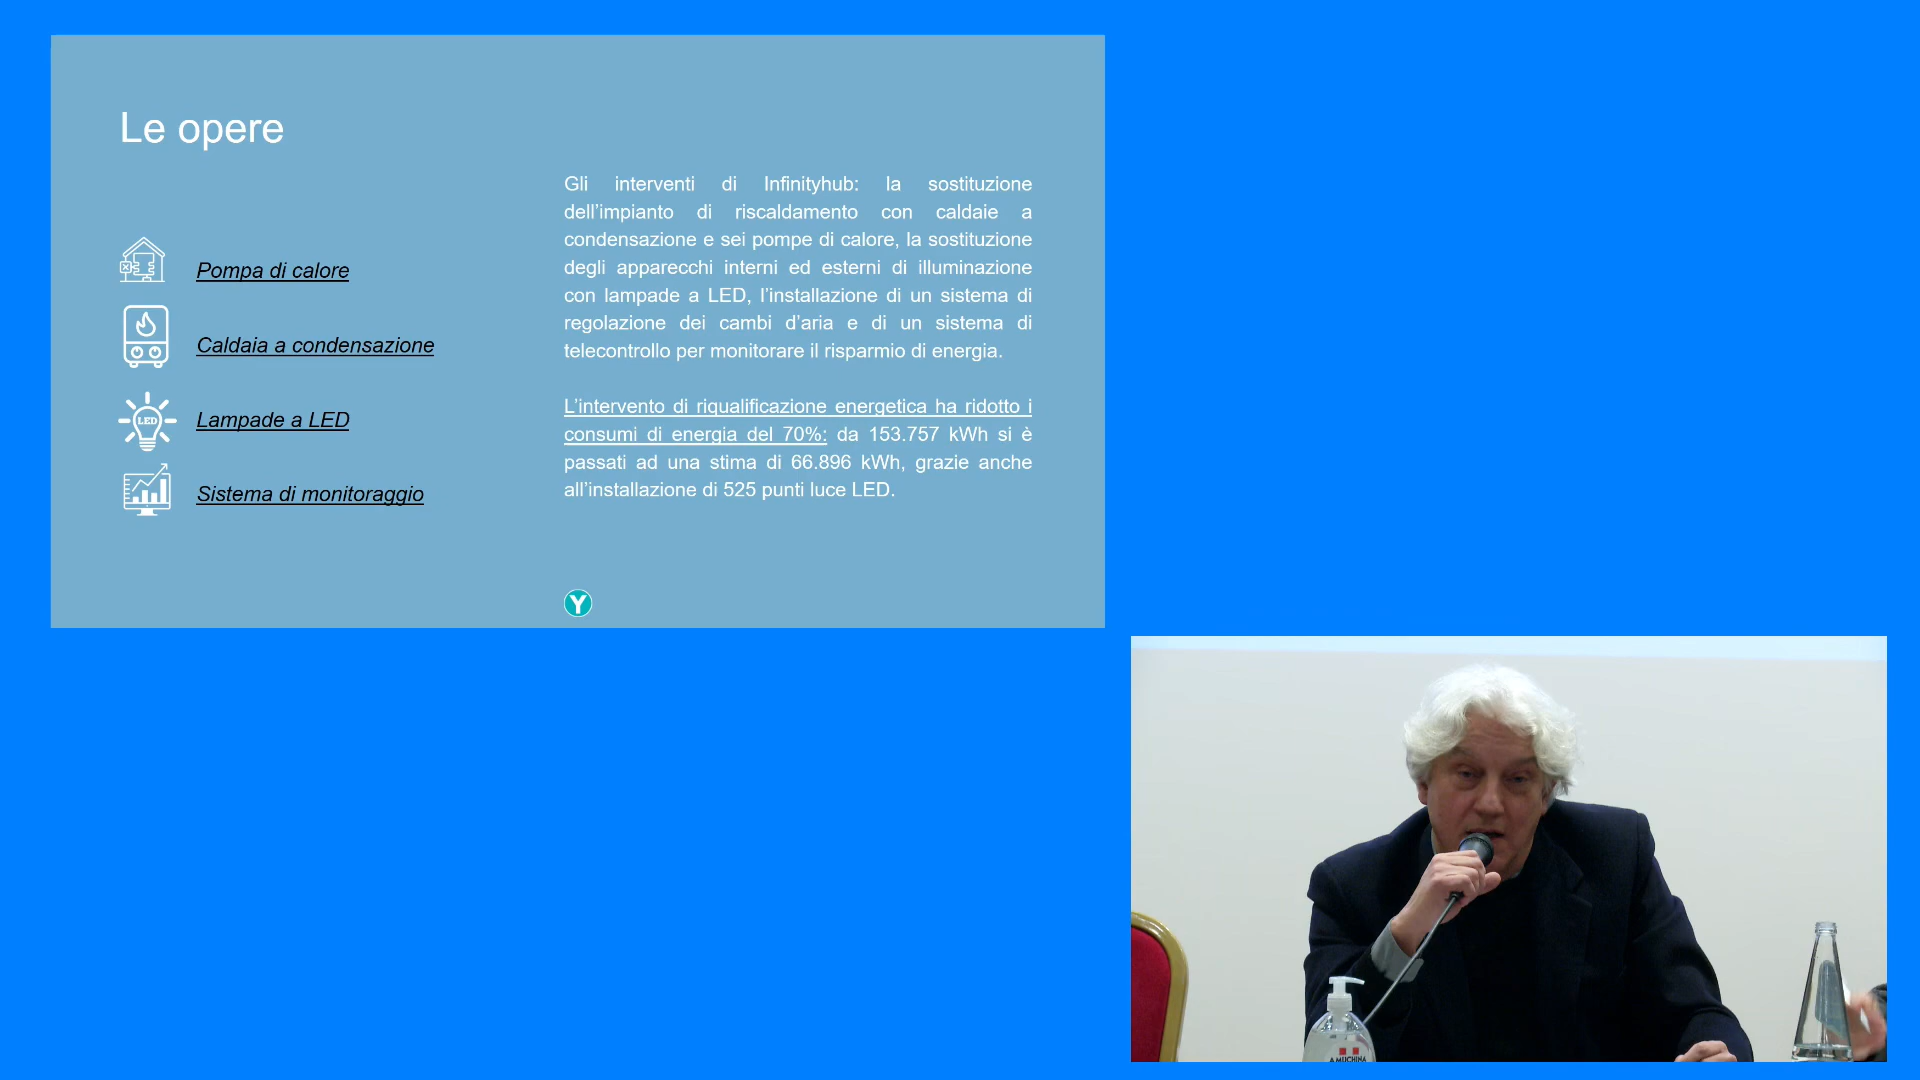 Le opere
Pompa di calore
Caldaia a condensazione
LED
Lampade a LED
Sistema di monitoraggio
Gli interventi di Infinityhub: la sostituzione
dell'impianto di riscaldamento con caldaie a
condensazione e sei pompe di calore, la sostituzione
degli apparecchi interni ed esterni di illuminazione
con lampade a LED, l'installazione di un sistema di
regolazione dei cambi d'aria e di un sistema di
telecontrollo per monitorare il risparmio di energia.
L'intervento di riqualificazione energetica ha ridotto i
consumi di energia del 70%: da 153.757 kWh si è
passati ad una stima di 66.896 kWh, grazie anche
all'installazione di 525 punti luce LED.
Y
AMUCHINA